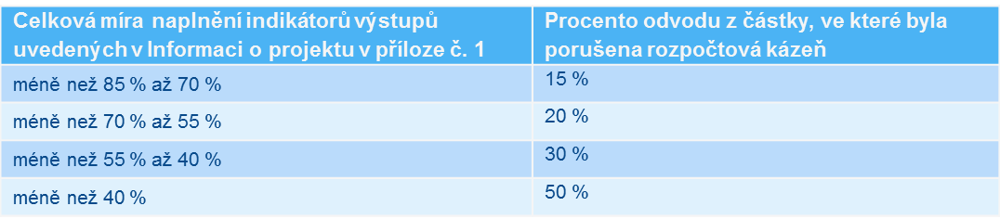 Celková míra naplnění indikátorů výstupů
uvedených v Informaci o projektu v příloze č. 1
Procento odvodu z částky, ve které byla
porušena rozpočtová kázeň
méně než 85 % až 70 %
15 %
méně než 70 % až 55 %
20 %
méně než 55 % až 40 %
30 %
méně než 40 %
50 %